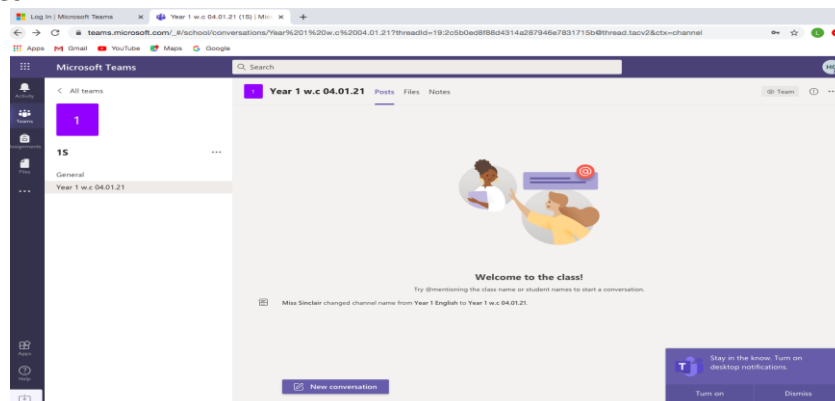 Log In | Microsoft Teams
Year 1 w.c 04.01.21 (1S) | Mic
teams.microsoft.com/_#/school/conversations/Year%201%20w.c%2004.01.21?threadId=19:2c5b0ed8f88d4314a287946e7831715b@thread.tacv2&ctx=channel
Apps Gmail YouTube Maps Google
Microsoft Teams
Search
HC
Activity
Teams
Assignments
Files
Apps
Help
All teams
1
1S
General
Year 1 w.c 04.01.21
1
Year 1 w.c 04.01.21 Posts Files Notes
Team
@
Welcome to the class!
Try @mentioning the class name or student names to start a conversation.
Miss Sinclair changed channel name from Year 1 English to Year 1 w.c 04.01.21.
New conversation
T
Stay in the know. Turn on
desktop notifications.
Turn on Dismiss